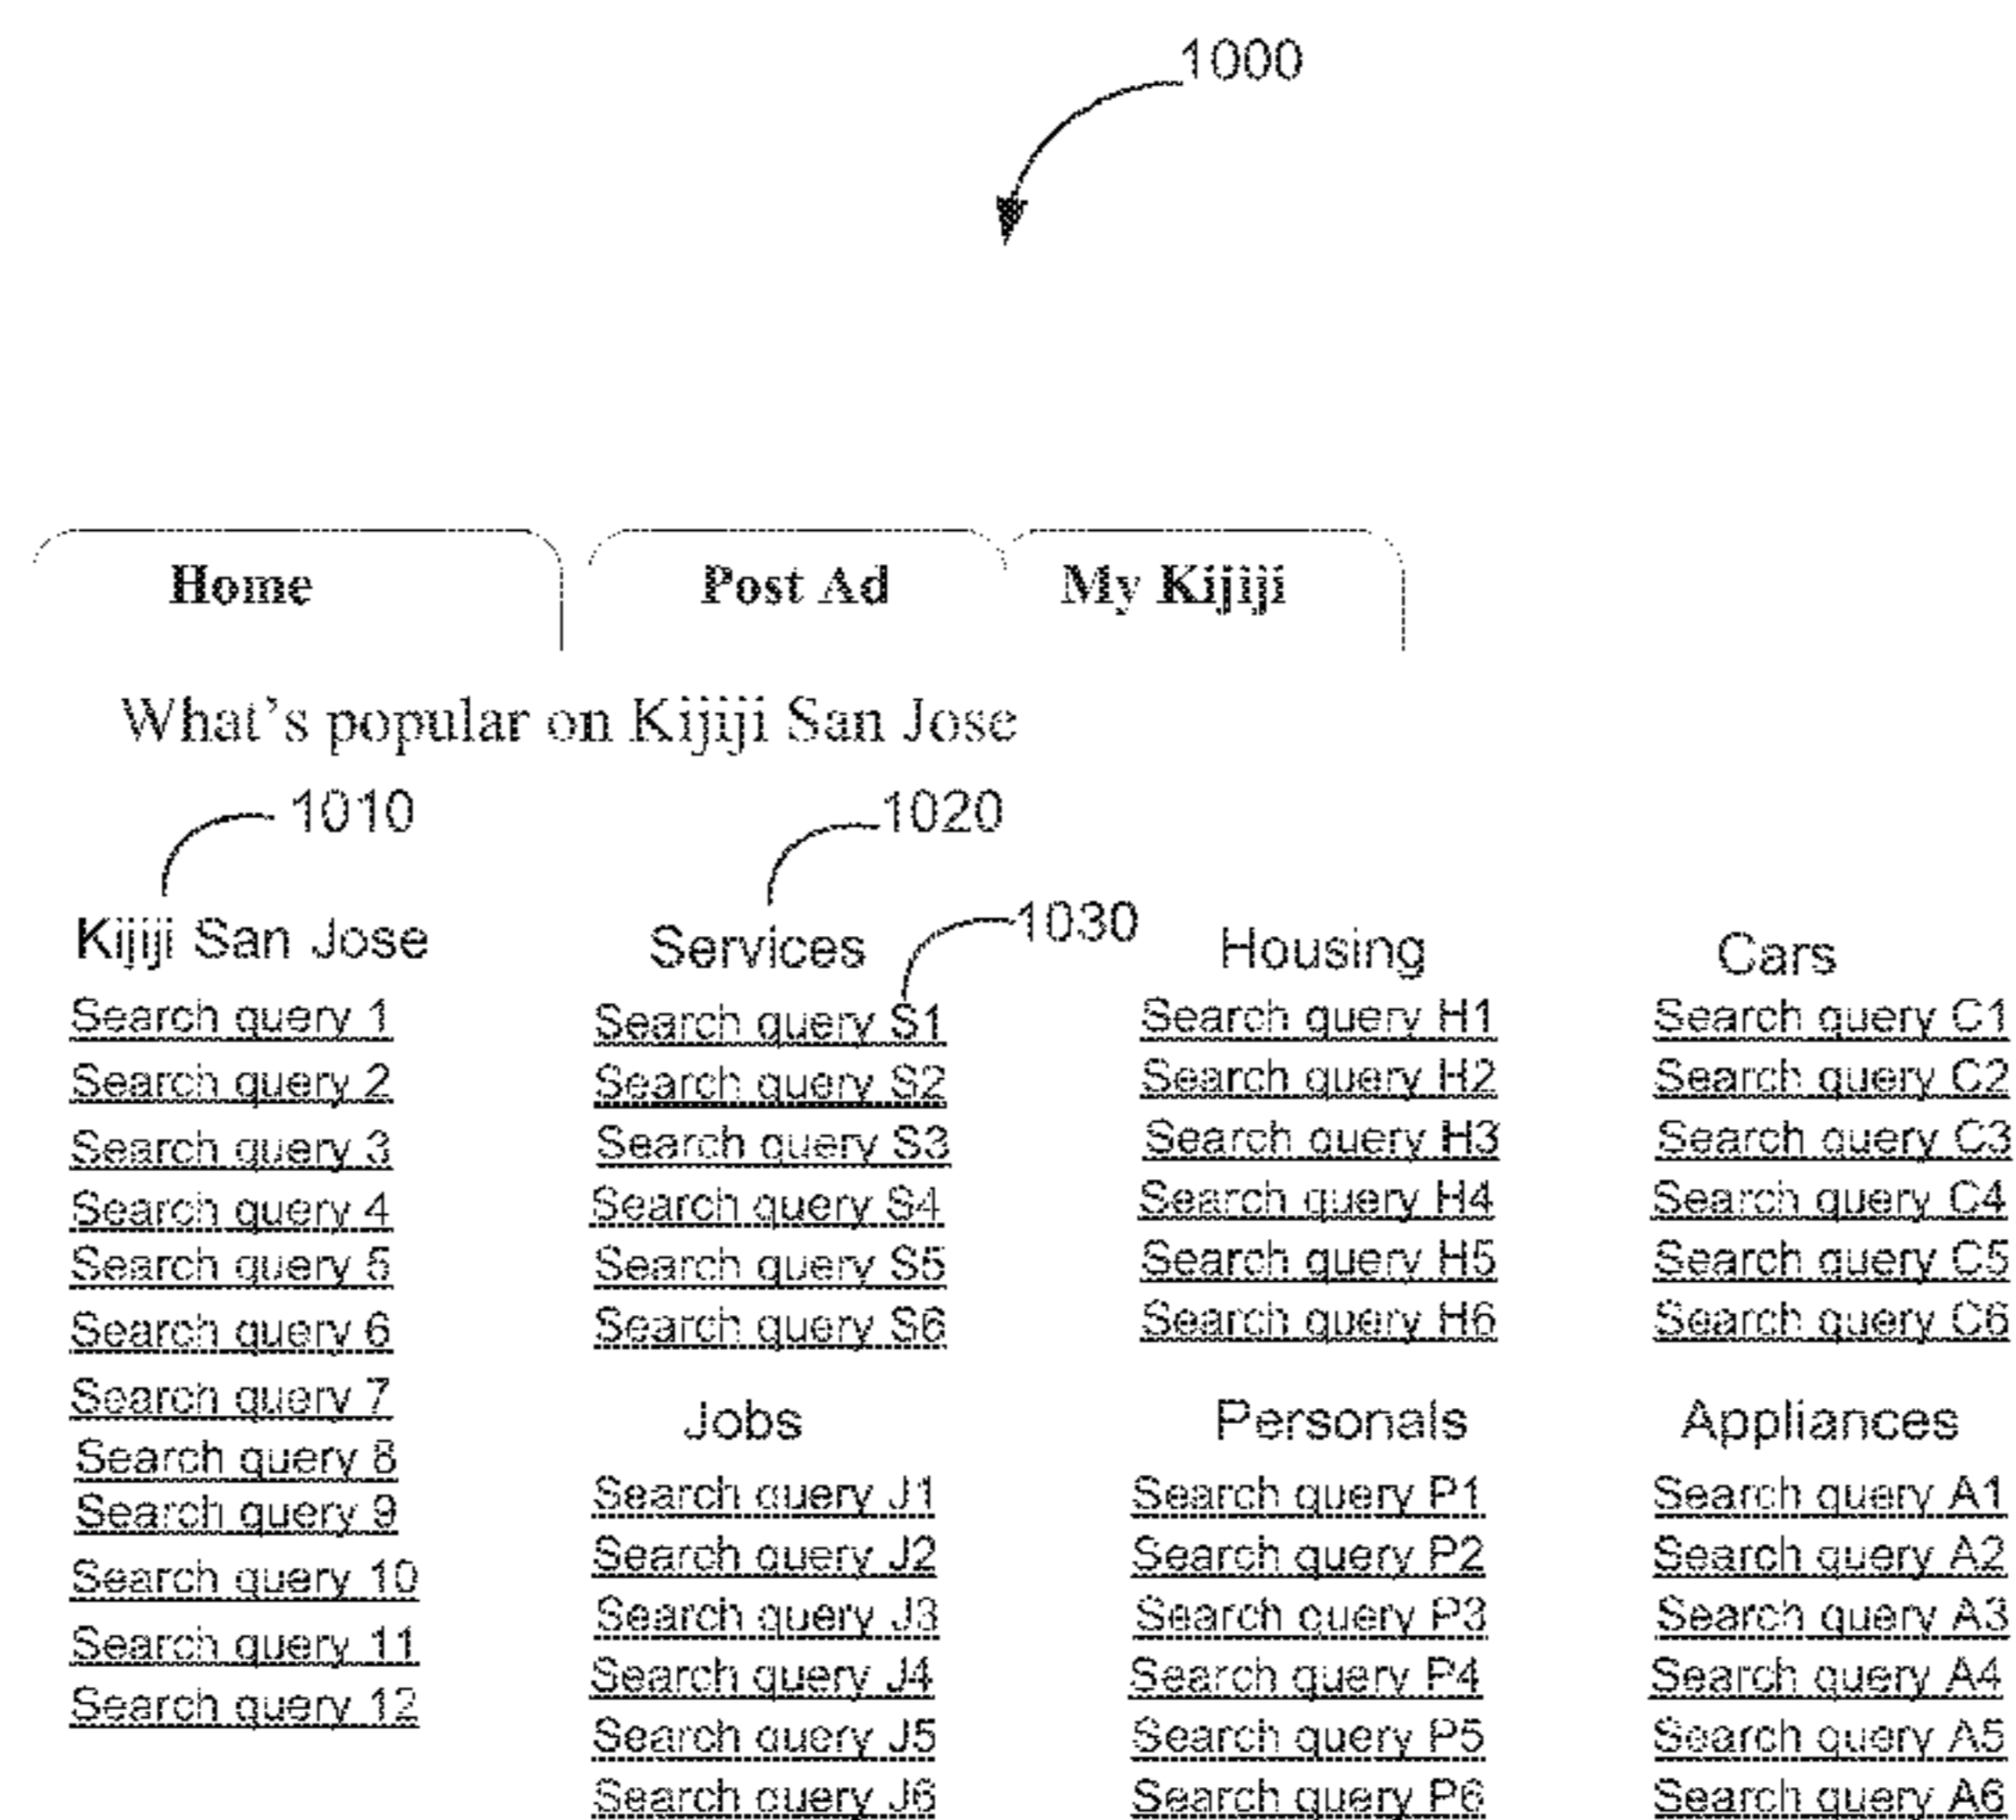 1000
Home Post Ad My Kijiji
What's popular on Kijiji San Jose
1010 1020
1030
Kijiji San Jose Services Housing Cars
Search query 1 Search query S1 Search query H1 Search query C1
Search query 2 Search query S2 Search query H2 Search query C2
Search query 3 Search query S3 Search query H3 Search query C3
Search query 4 Search query S4 Search query H4 Search query C4
Search query 5 Search query S5 Search query H5 Search query C5
Search query 6 Search query S6 Search query H6 Search query C6
Search query 7 Jobs Personals Appliances
Search query 8
Search query 9 Search query J1 Search query P1 Search query A1
Search query 10 Search query J2 Search query P2 Search query A2
Search query 11 Search query J3 Search query P3 Search query A3
Search query 12 Search query J4 Search query P4 Search query A4
Search query J5 Search query P5 Search query A5
Search query J6 Search query P6 Search query A6